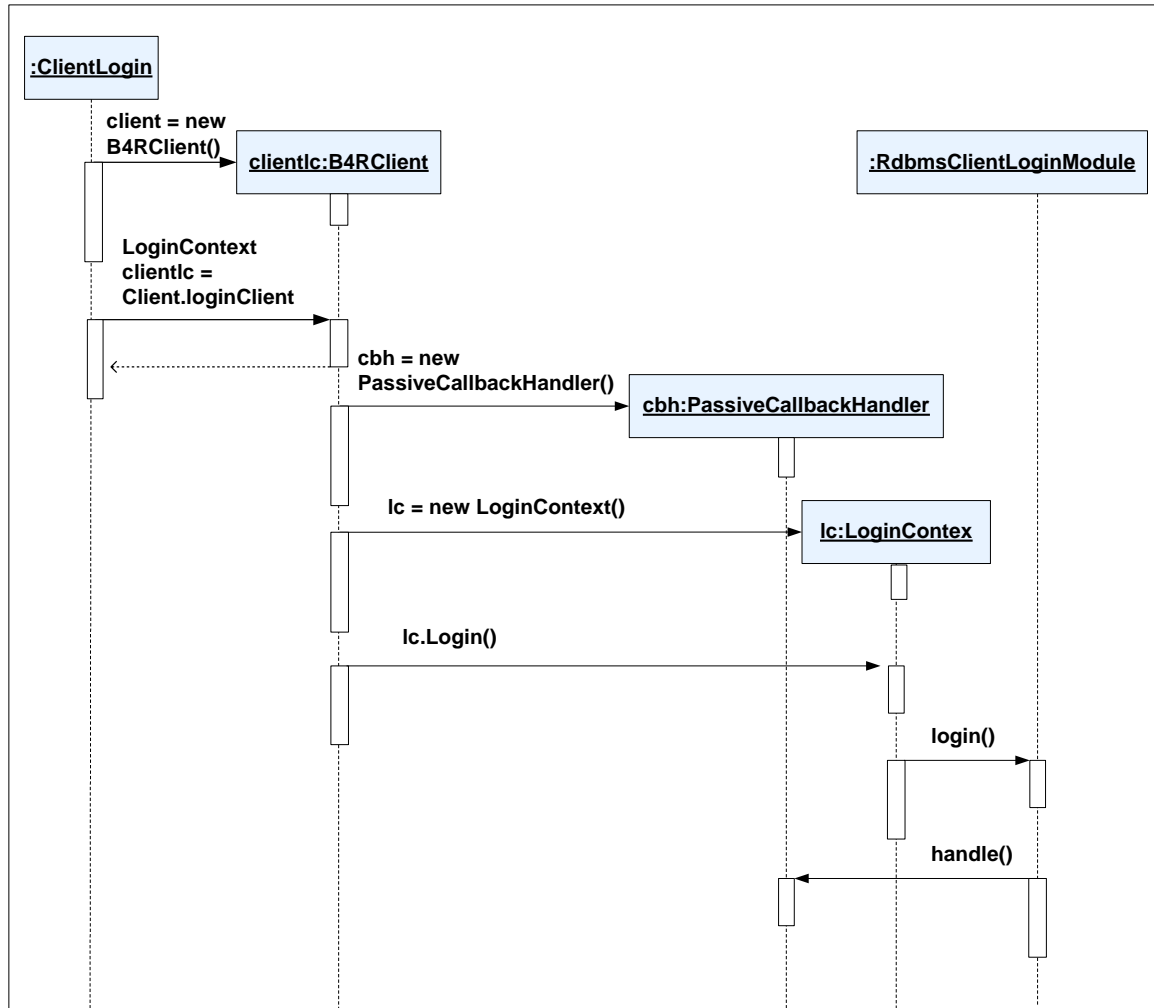 :ClientLogin
client = new
B4RClient()
clientlc:B4RClient
:RdbmsClientLoginModule
LoginContext
clientlc =
Client.loginClient
cbh = new
PassiveCallbackHandler()
cbh:PassiveCallbackHandler
lc = new LoginContext()
lc:LoginContex
lc.Login()
login()
handle()